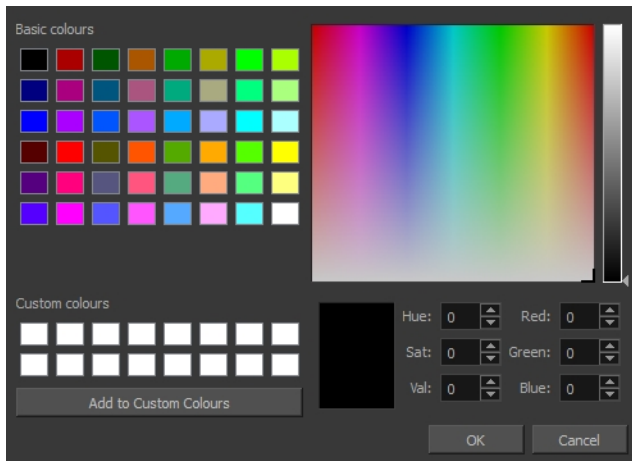 Basic colours
Custom colours
Add to Custom Colours
Hue: 0 Red: 0
Sat: 0 Green: 0
Val: 0 Blue: 0
OK Cancel